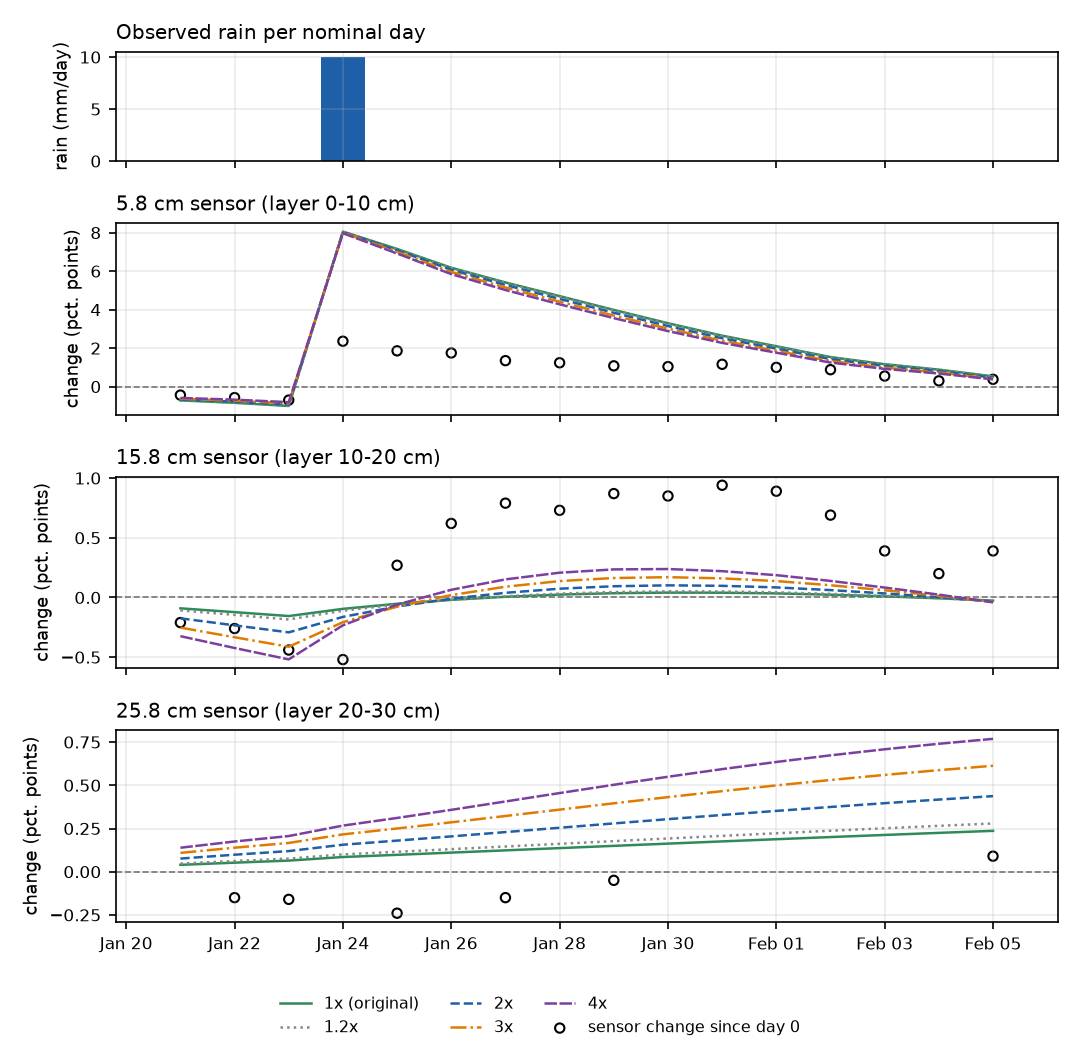 Observed rain per nominal day
rain (mm/day)
10
5
0
5.8 cm sensor (layer 0-10 cm)
change (pct. points)
8
6
4
2
0
15.8 cm sensor (layer 10-20 cm)
change (pct. points)
1.0
0.5
0.0
−0.5
25.8 cm sensor (layer 20-30 cm)
change (pct. points)
0.75
0.50
0.25
0.00
−0.25
Jan 20 Jan 22 Jan 24 Jan 26 Jan 28 Jan 30 Feb 01 Feb 03 Feb 05
1x (original) 2x 4x
1.2x 3x sensor change since day 0